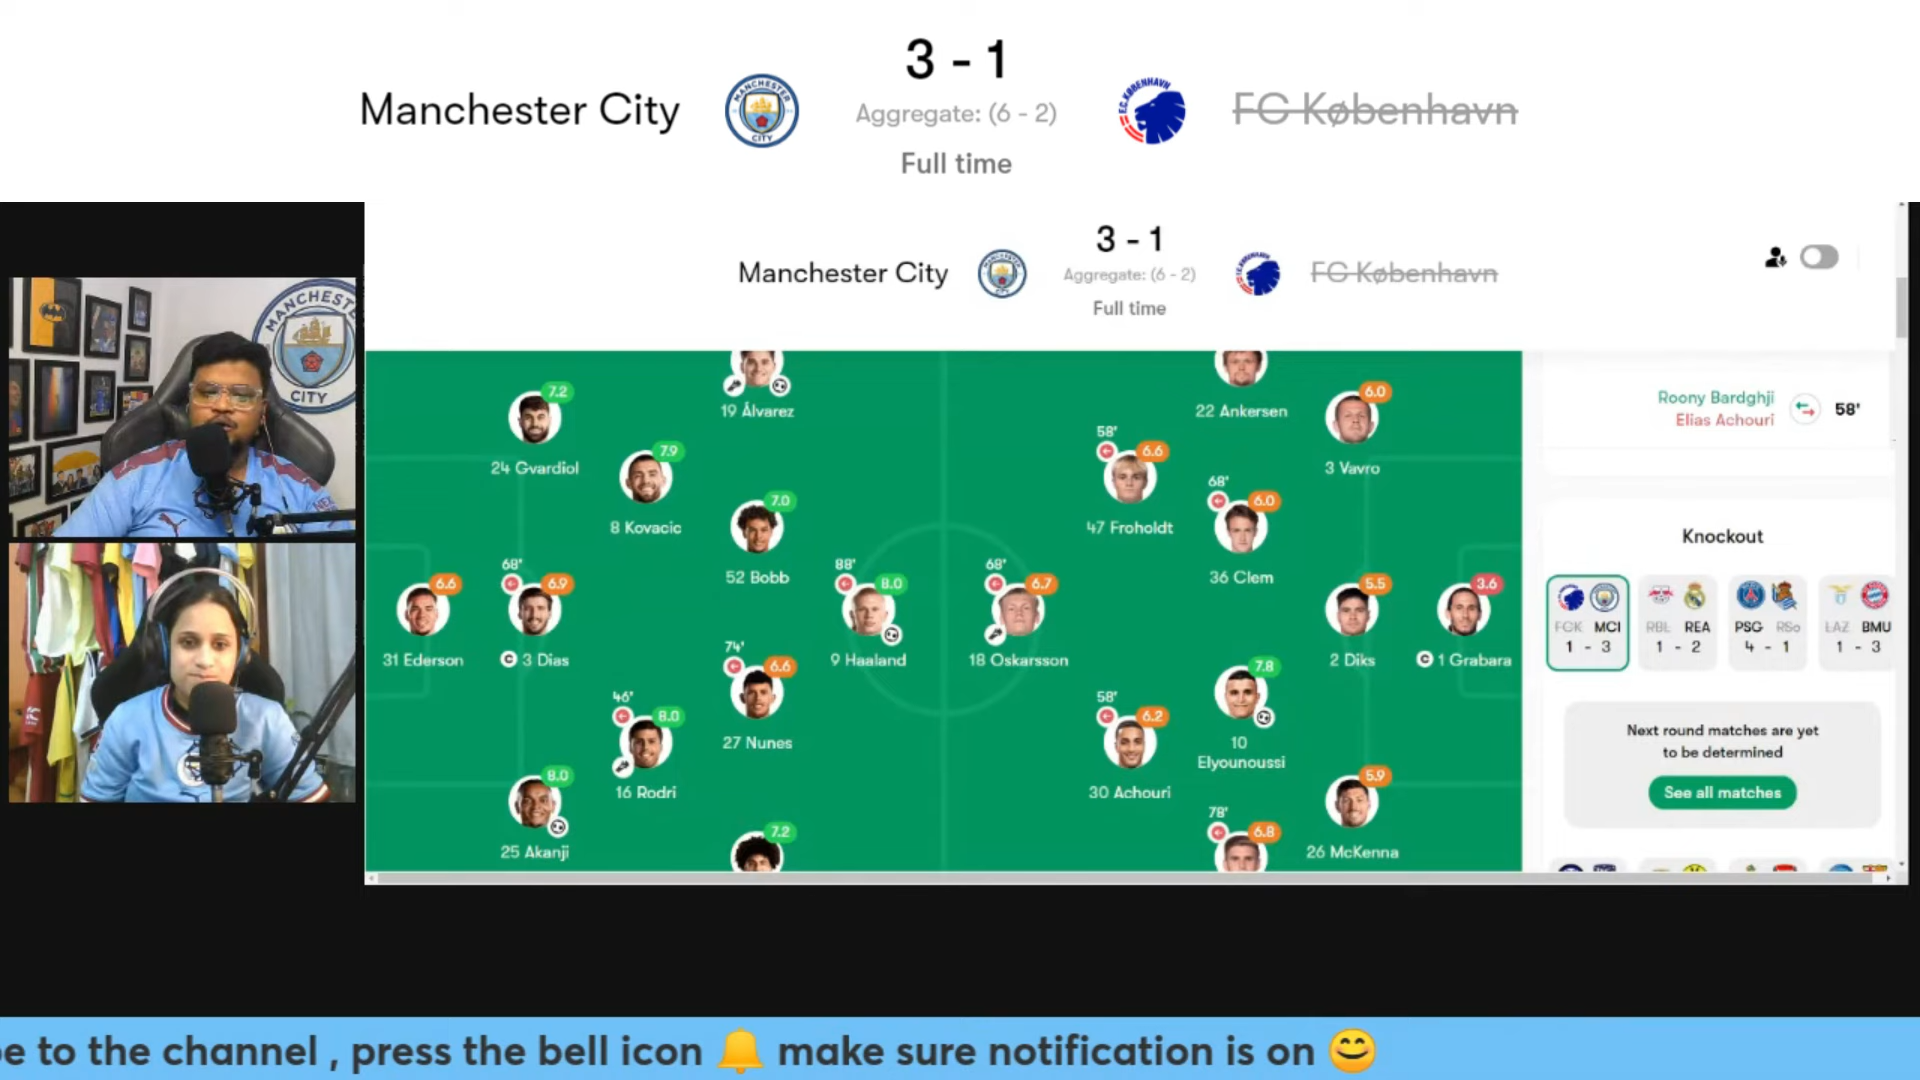 3 - 1
Manchester City
Aggregate: (6 - 2)
FC København
Full time
MANCHESTER
CITY
F.C. KØBENHAVN
3 - 1
Manchester City
Aggregate: (6 - 2)
FC København
Full time
MANCHEST
CITY
19 Álvarez
22 Ankersen
7.2
24 Gvardiol
7.9
8 Kovacic
7.0
52 Bobb
6.6
31 Ederson
68'
6.9
C 3 Dias
88'
8.0
9 Haaland
74'
6.6
27 Nunes
46'
8.0
16 Rodri
8.0
25 Akanji
7.2
6.0
3 Vavro
58'
6.6
47 Froholdt
68'
6.0
36 Clem
68'
6.7
18 Oskarsson
5.5
2 Diks
3.6
C 1 Grabara
7.8
10
Elyounoussi
58'
6.2
30 Achouri
78'
6.8
5.9
26 McKenna
Roony Bardghji
Elias Achouri
58'
Knockout
FCK MCI
1 - 3
RBL REA
1 - 2
PSG RSo
4 - 1
LAZ BMU
1 - 3
Next round matches are yet
to be determined
See all matches
e to the channel , press the bell icon 🔔 make sure notification is on 😊